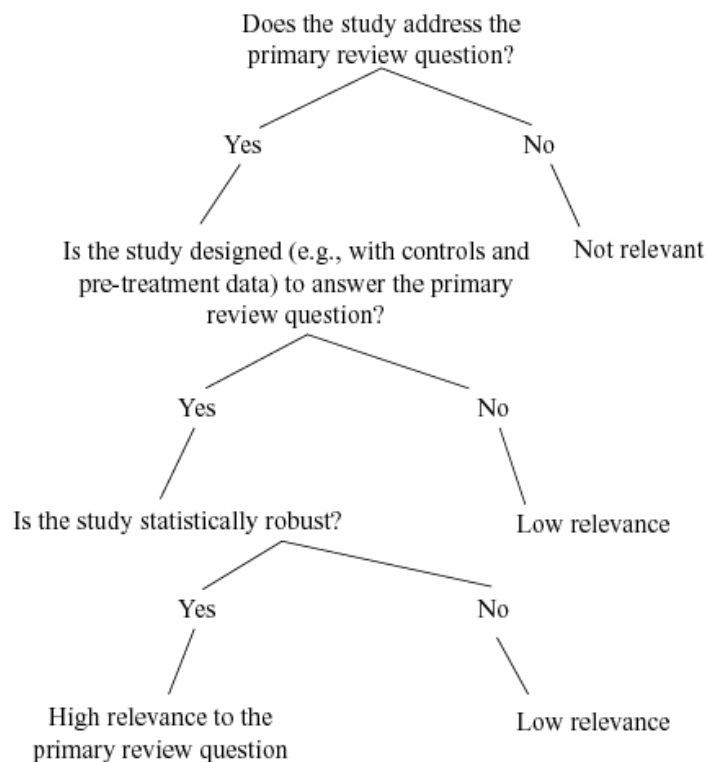 Does the study address the
primary review question?
Yes
No
Is the study designed (e.g., with controls and
pre-treatment data) to answer the primary
review question?
Not relevant
Yes
No
Is the study statistically robust?
Low relevance
Yes
No
High relevance to the
primary review question
Low relevance